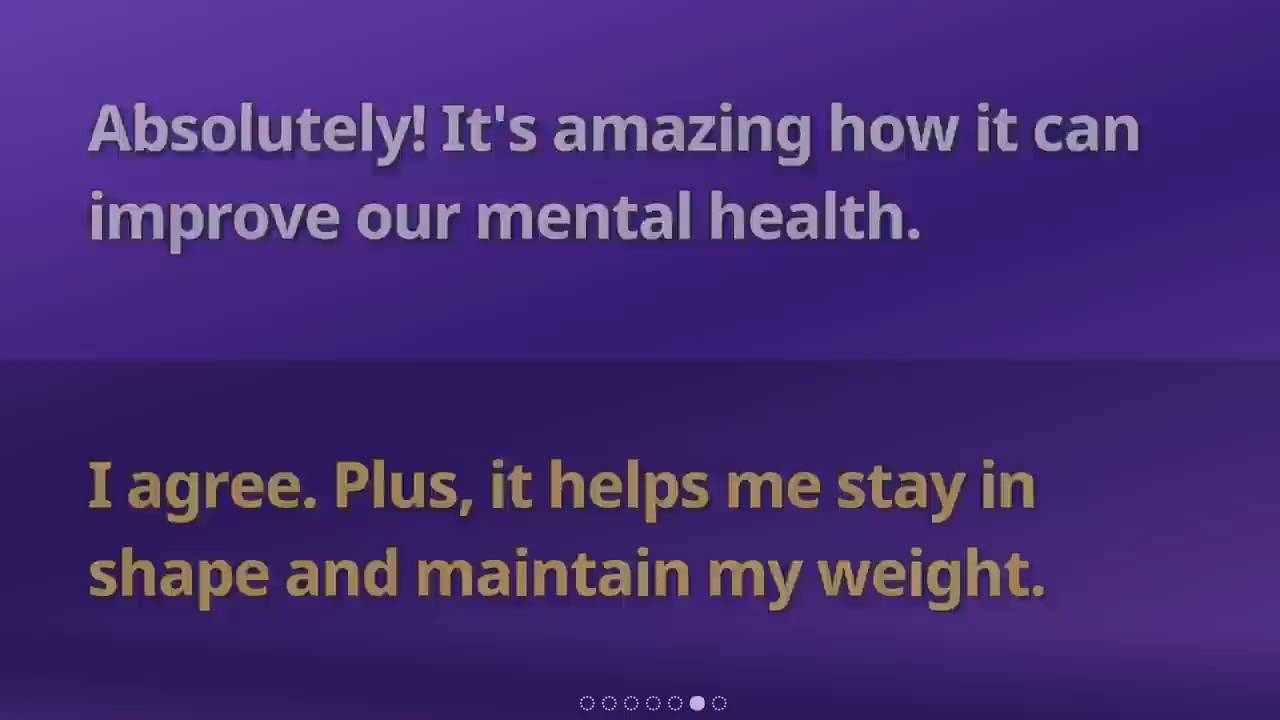 Absolutely! It's amazing how it can
improve our mental health.
I agree. Plus, it helps me stay in
shape and maintain my weight.